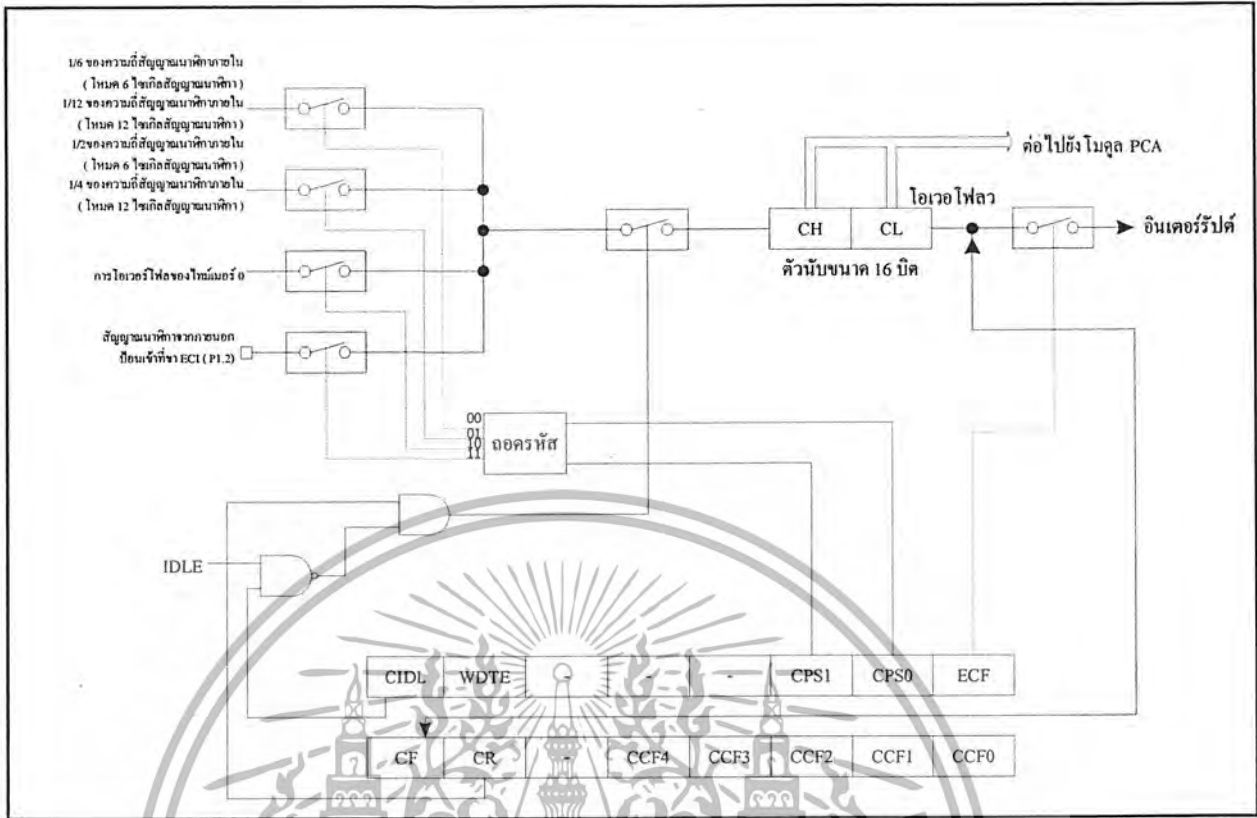 1/6 ของความถี่สัญญาณนาฬิกาภายใน
( โหมด 6 ไซเกิลสัญญาณนาฬิกา )
1/12 ของความถี่สัญญาณนาฬิกาภายใน
( โหมด 12 ไซเกิลสัญญาณนาฬิกา )
1/2ของความถี่สัญญาณนาฬิกาภายใน
( โหมด 6 ไซเกิลสัญญาณนาฬิกา )
1/4 ของความถี่สัญญาณนาฬิกาภายใน
( โหมด 12 ไซเกิลสัญญาณนาฬิกา )
การโอเวอร์โฟลของไทม์เมอร์ 0
สัญญาณนาฬิกาจากภายนอก
ป้อนเข้าที่ขา ECI ( P1.2)
ต่อไปยังโมดูล PCA
โอเวอโฟลว
CH CL
อินเตอร์รัปต์
ตัวนับขนาด 16 บิต
00
01
10
11
ถอดรหัส
IDLE
CIDL WDTE - - - CPS1 CPS0 ECF
CF CR - CCF4 CCF3 CCF2 CCF1 CCF0